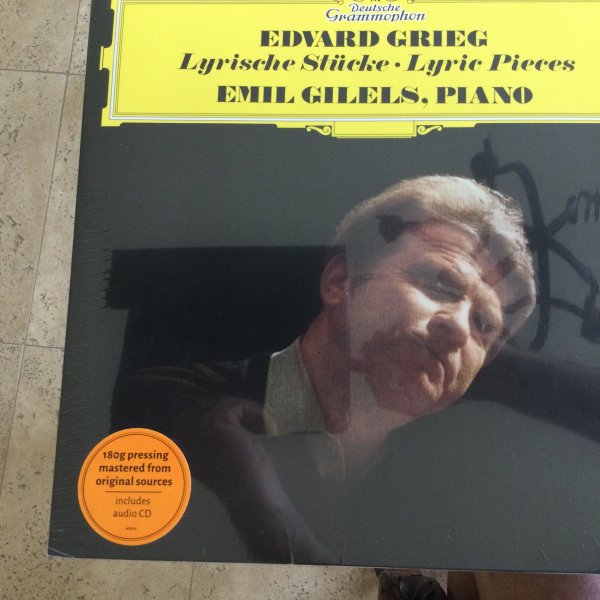 Deutsche
Grammophon
EDVARD GRIEG
Lyrische Stücke · Lyric Pieces
EMIL GILELS, PIANO
180g pressing
mastered from
original sources
includes
audio CD